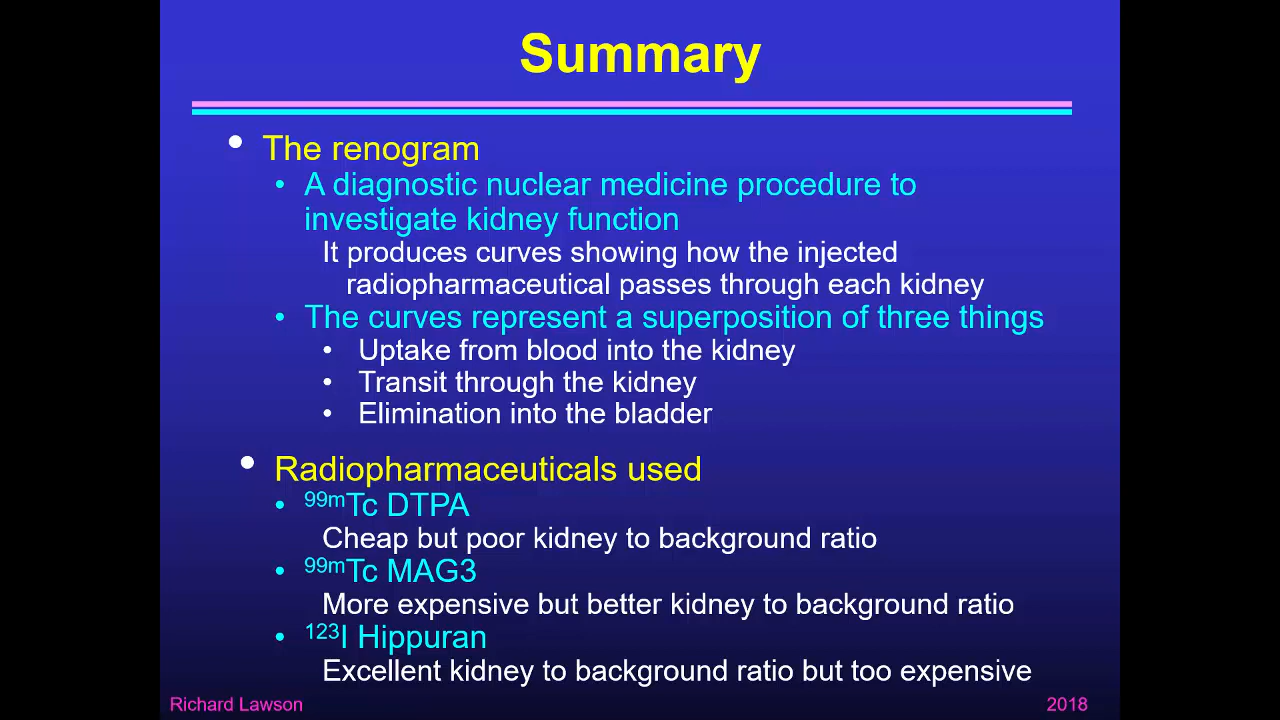 Summary
• The renogram
• A diagnostic nuclear medicine procedure to
investigate kidney function
It produces curves showing how the injected
radiopharmaceutical passes through each kidney
• The curves represent a superposition of three things
• Uptake from blood into the kidney
• Transit through the kidney
• Elimination into the bladder
• Radiopharmaceuticals used
• ⁹⁹ᵐTc DTPA
Cheap but poor kidney to background ratio
• ⁹⁹ᵐTc MAG3
More expensive but better kidney to background ratio
• ¹²³I Hippuran
Excellent kidney to background ratio but too expensive
Richard Lawson
2018